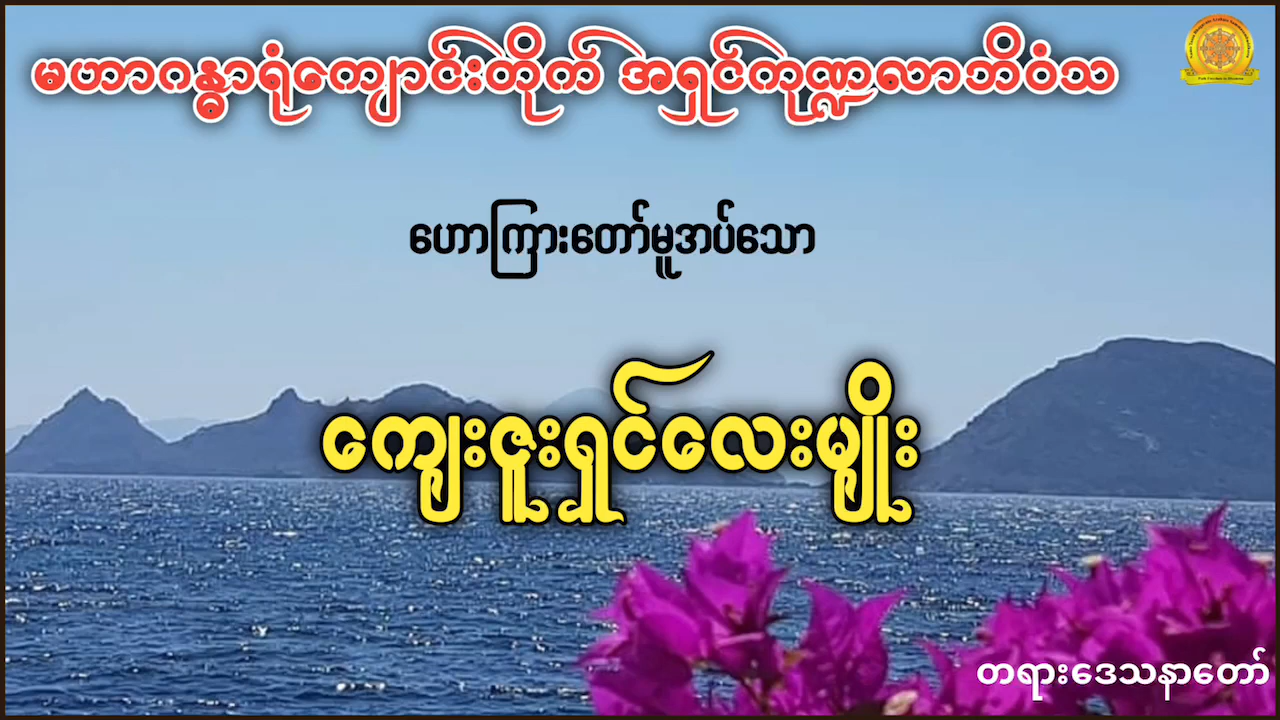 မဟာဂန္ဓာရုံကျောင်းတိုက် အရှင်ကုဏ္ဍလာဘိဝံသ
ဟောကြားတော်မူအပ်သော
ကျေးဇူးရှင်လေးမျိုး
တရားဒေသနာတော်